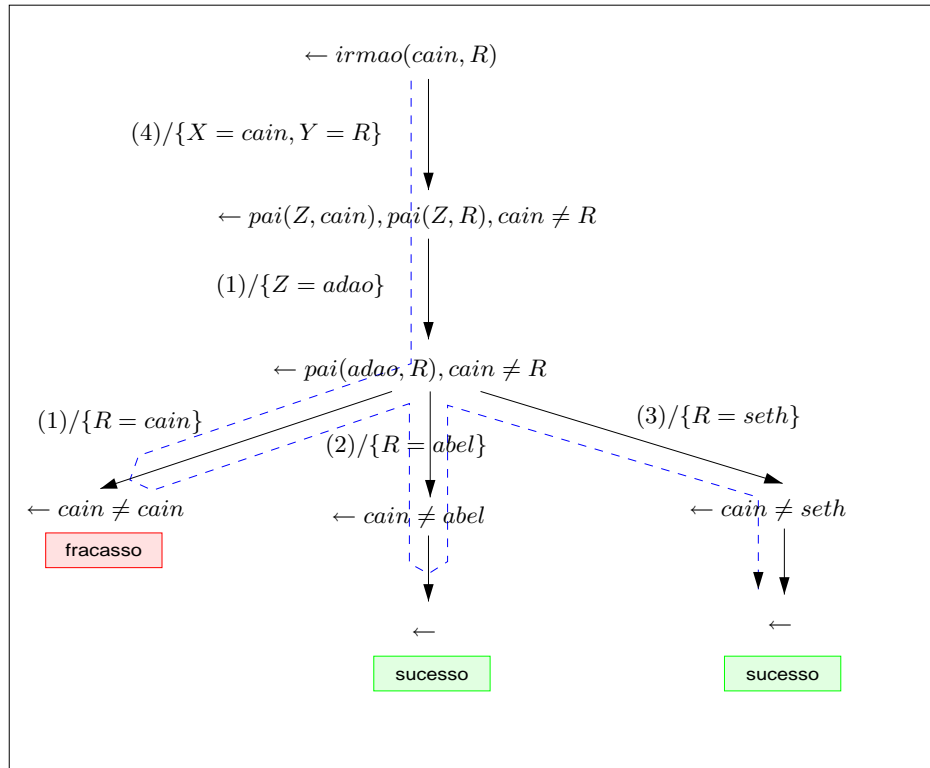 ← irmao(cain, R)
(4)/{X = cain, Y = R}
← pai(Z, cain), pai(Z, R), cain ≠ R
(1)/{Z = adao}
← pai(adao, R), cain ≠ R
(1)/{R = cain}
(2)/{R = abel}
(3)/{R = seth}
← cain ≠ cain
← cain ≠ abel
← cain ≠ seth
fracasso
←
←
sucesso
sucesso